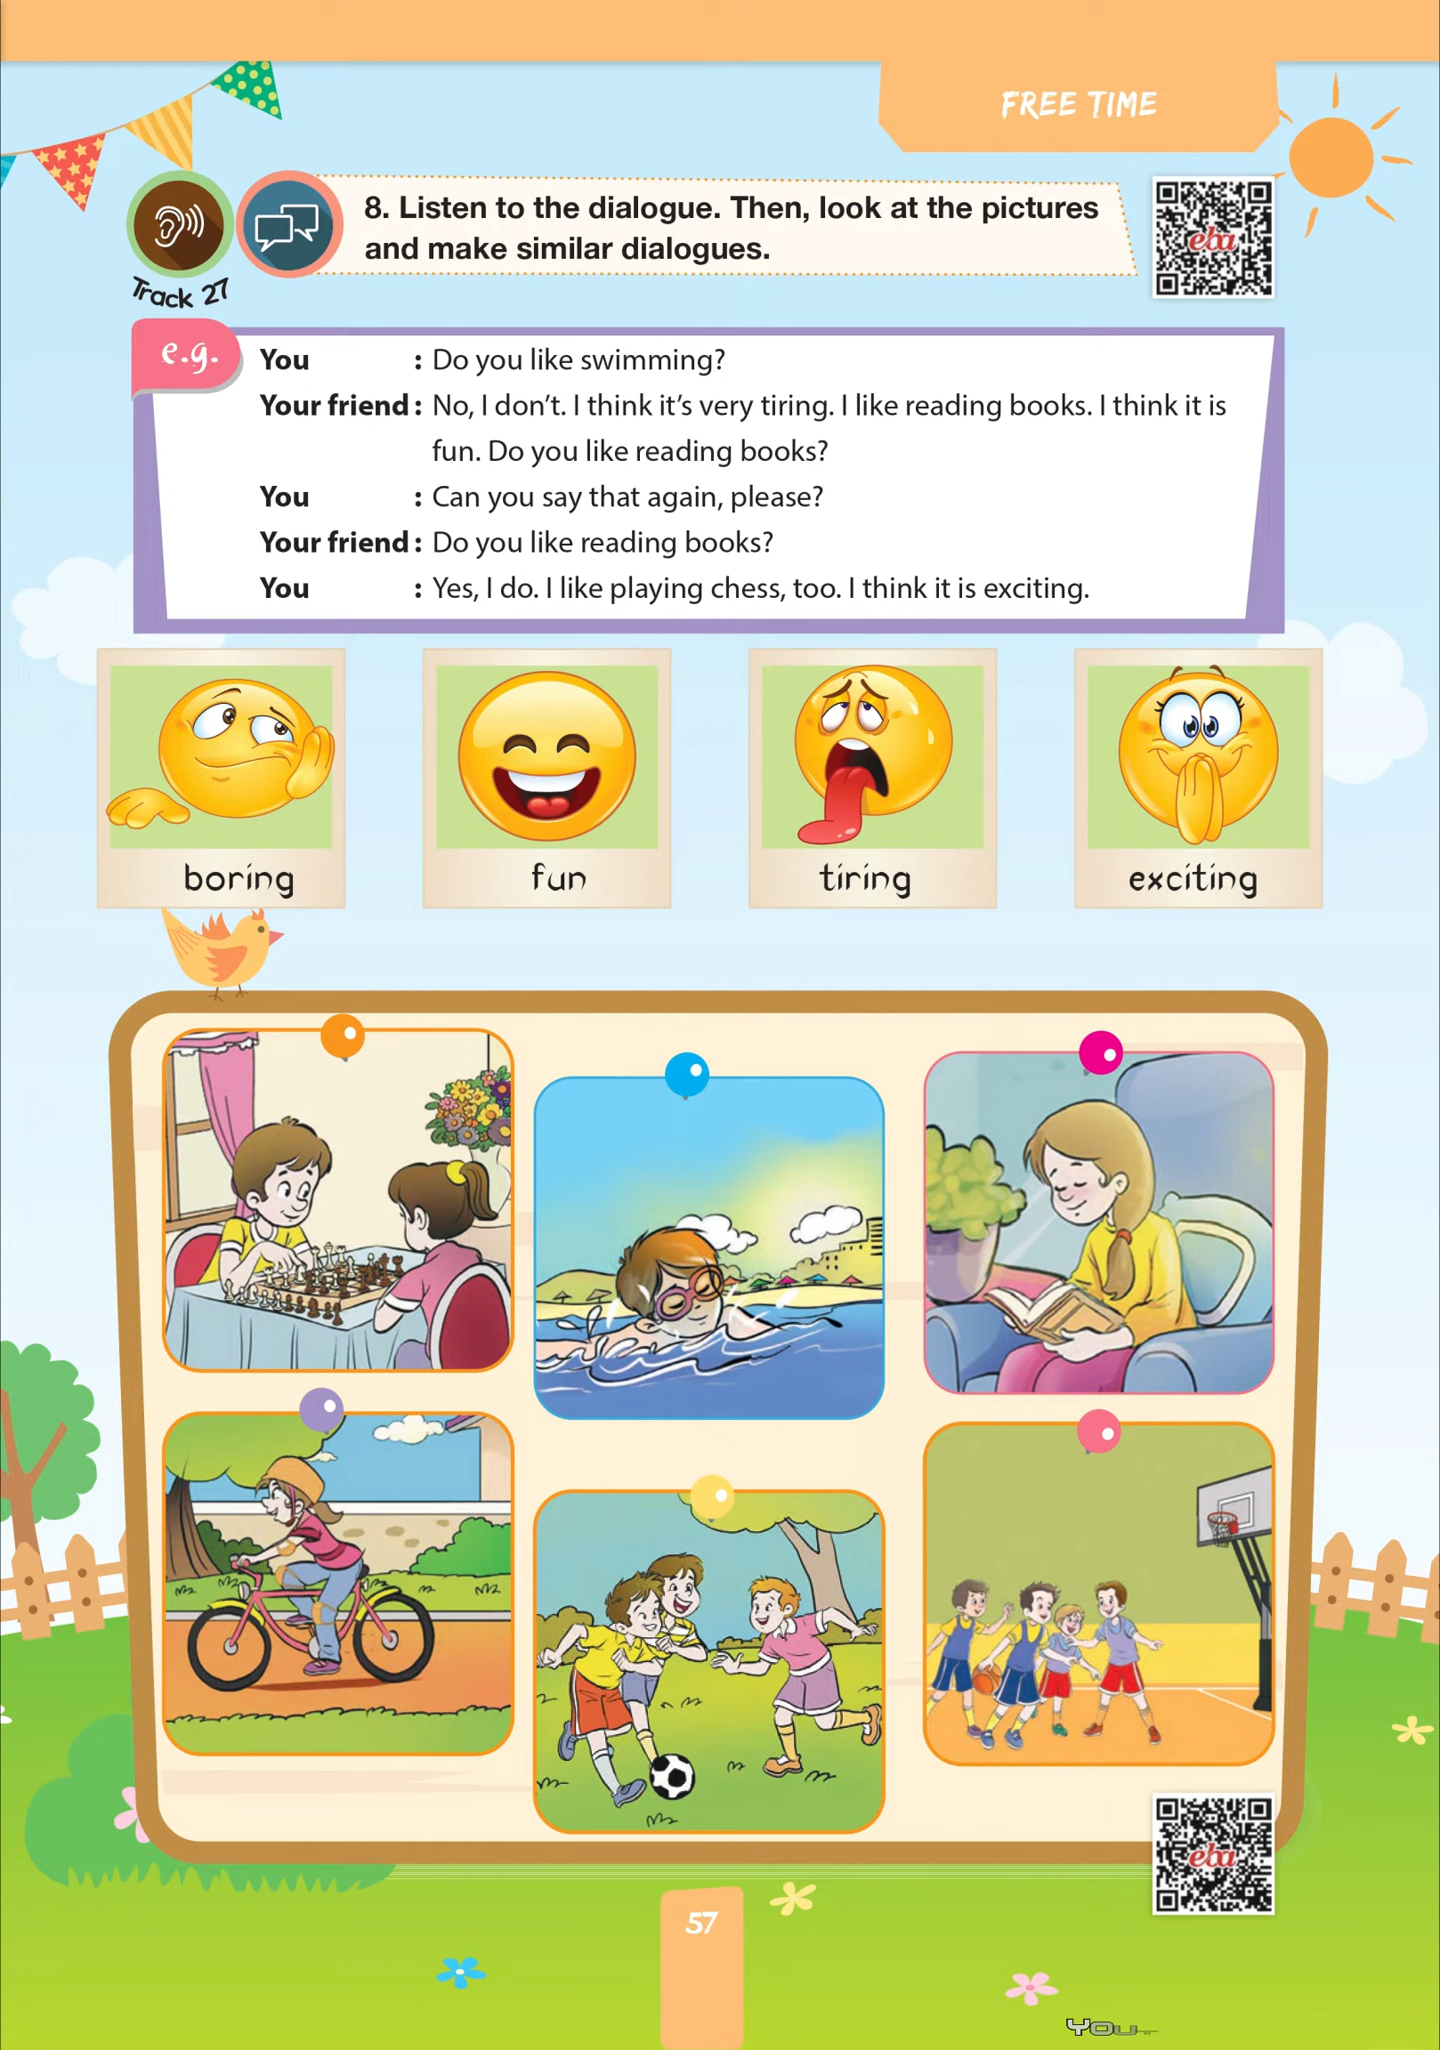 FREE TIME
8. Listen to the dialogue. Then, look at the pictures
and make similar dialogues.
eba
Track 27
e.g.
You : Do you like swimming?
Your friend : No, I don't. I think it's very tiring. I like reading books. I think it is
fun. Do you like reading books?
You : Can you say that again, please?
Your friend : Do you like reading books?
You : Yes, I do. I like playing chess, too. I think it is exciting.
boring
fun
tiring
exciting
eba
57
You